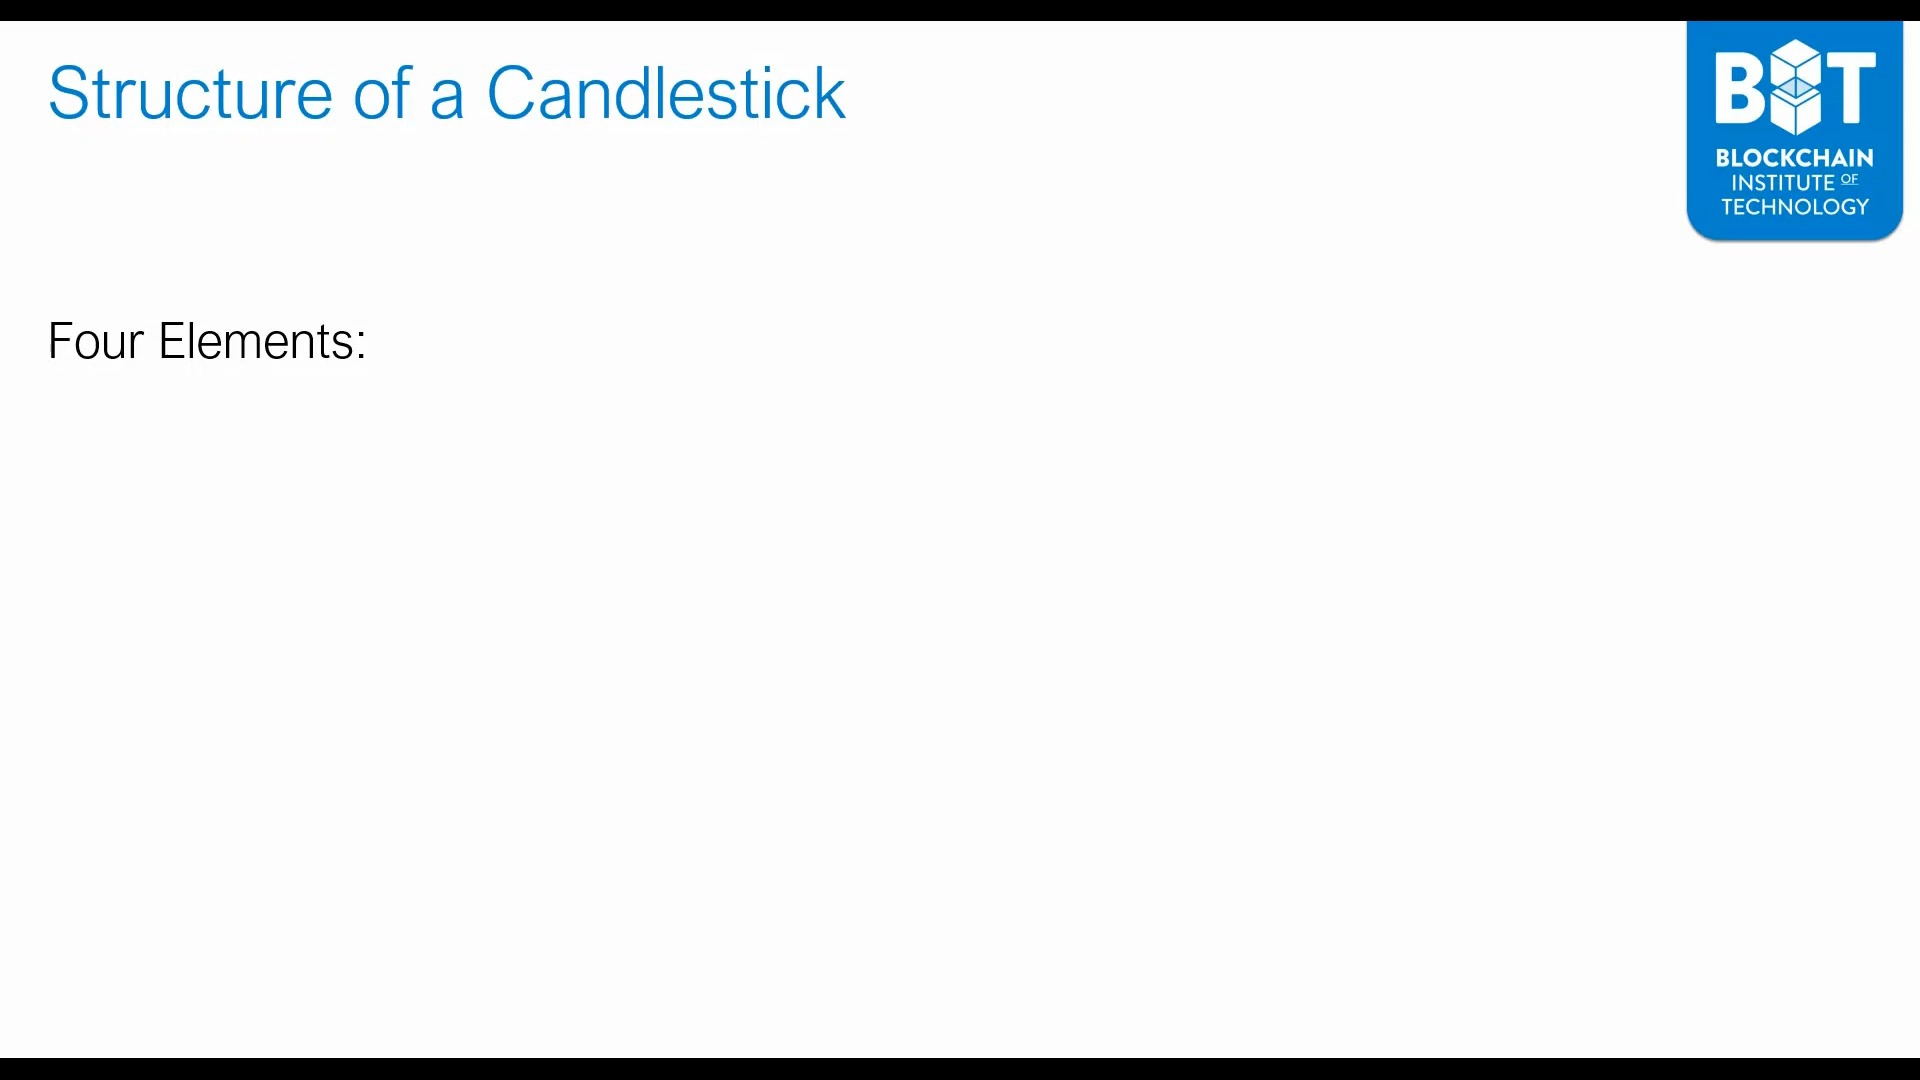 Structure of a Candlestick
B T
BLOCKCHAIN
INSTITUTE OF
TECHNOLOGY
Four Elements: